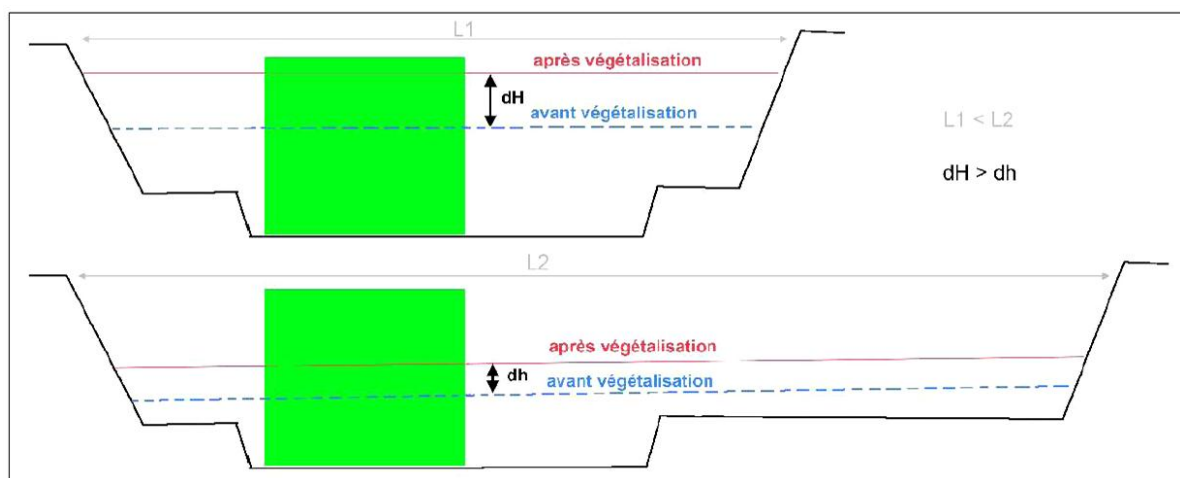 L1
après végétalisation
dH
avant végétalisation
L1 < L2
dH > dh
L2
après végétalisation
dh
avant végétalisation